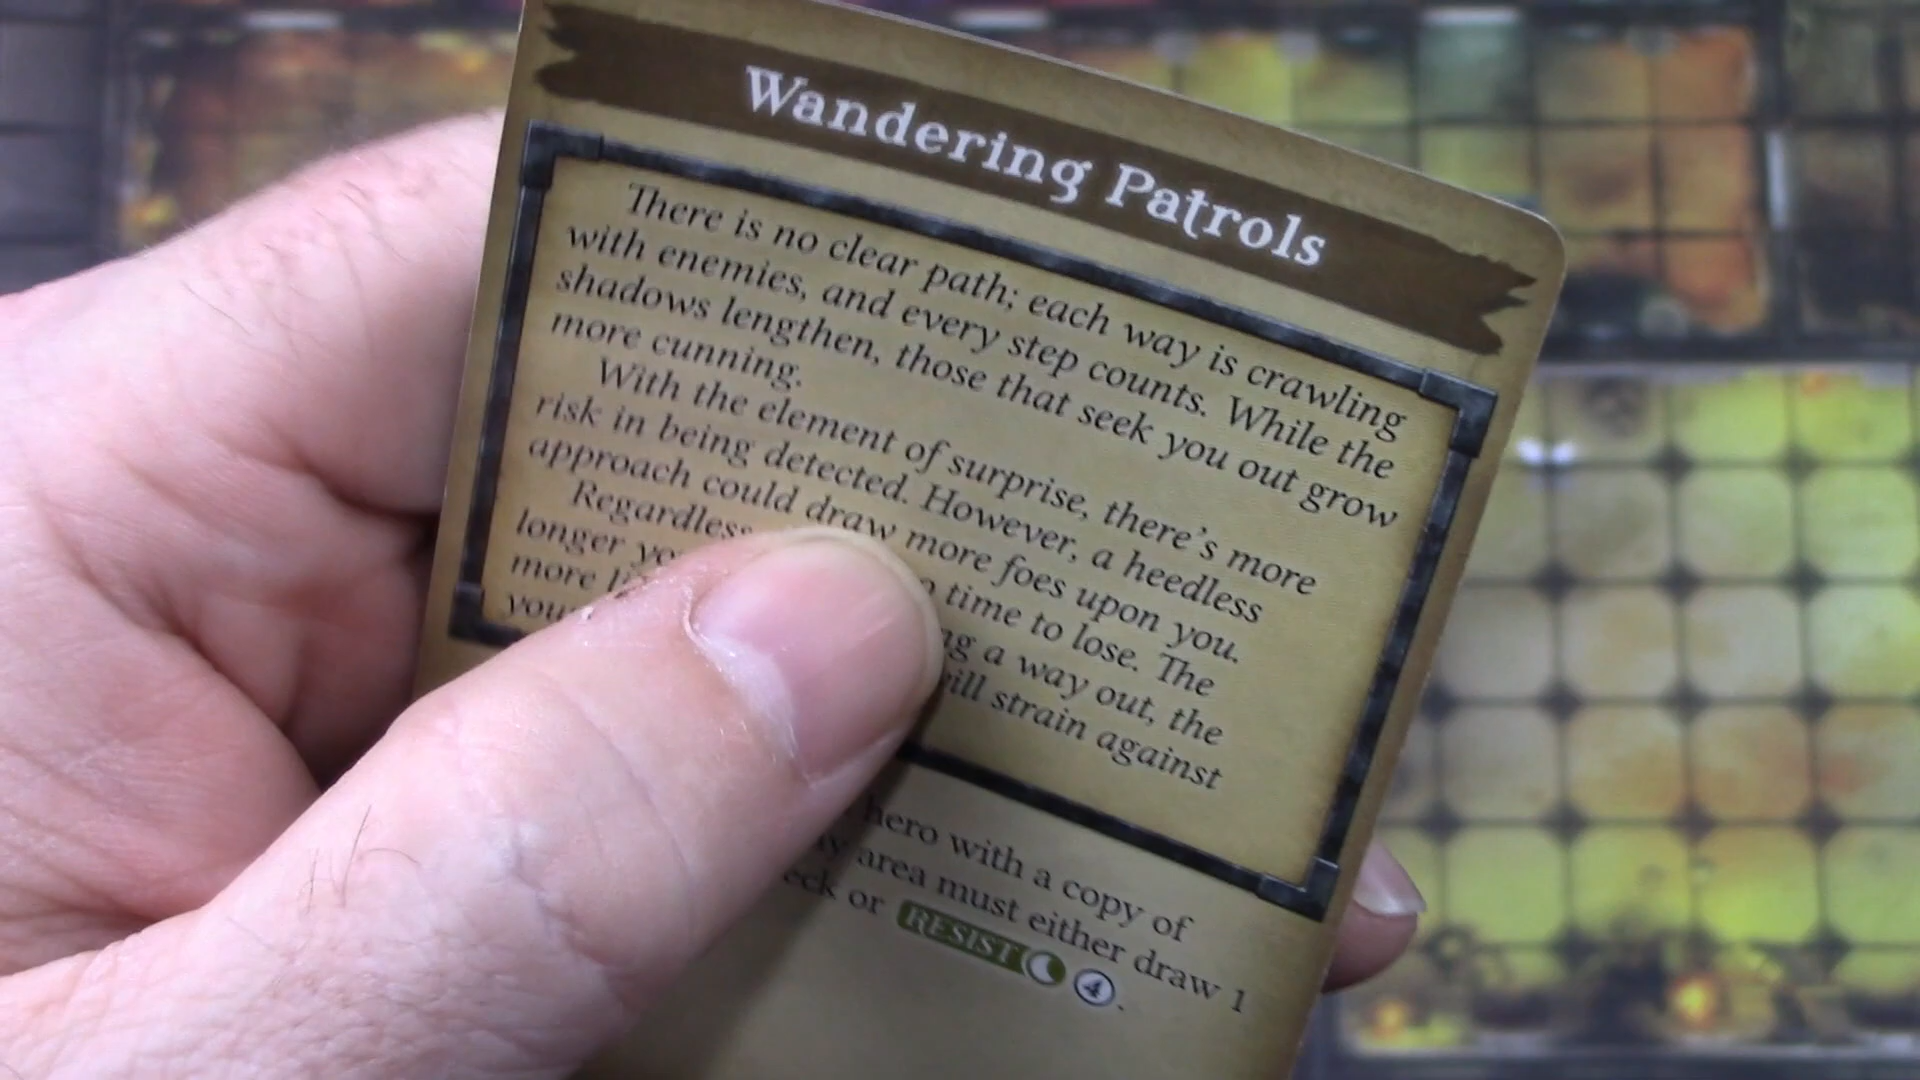 Wandering Patrols
There is no clear path; each way is crawling
with enemies, and every step counts. While the
shadows lengthen, those that seek you out grow
more cunning.
With the element of surprise, there's more
risk in being detected. However, a heedless
approach could draw more foes upon you.
Regardless time to lose. The
longer a way out, the
more strain against
hero with a copy of
area must either draw 1
or RESIST 4.